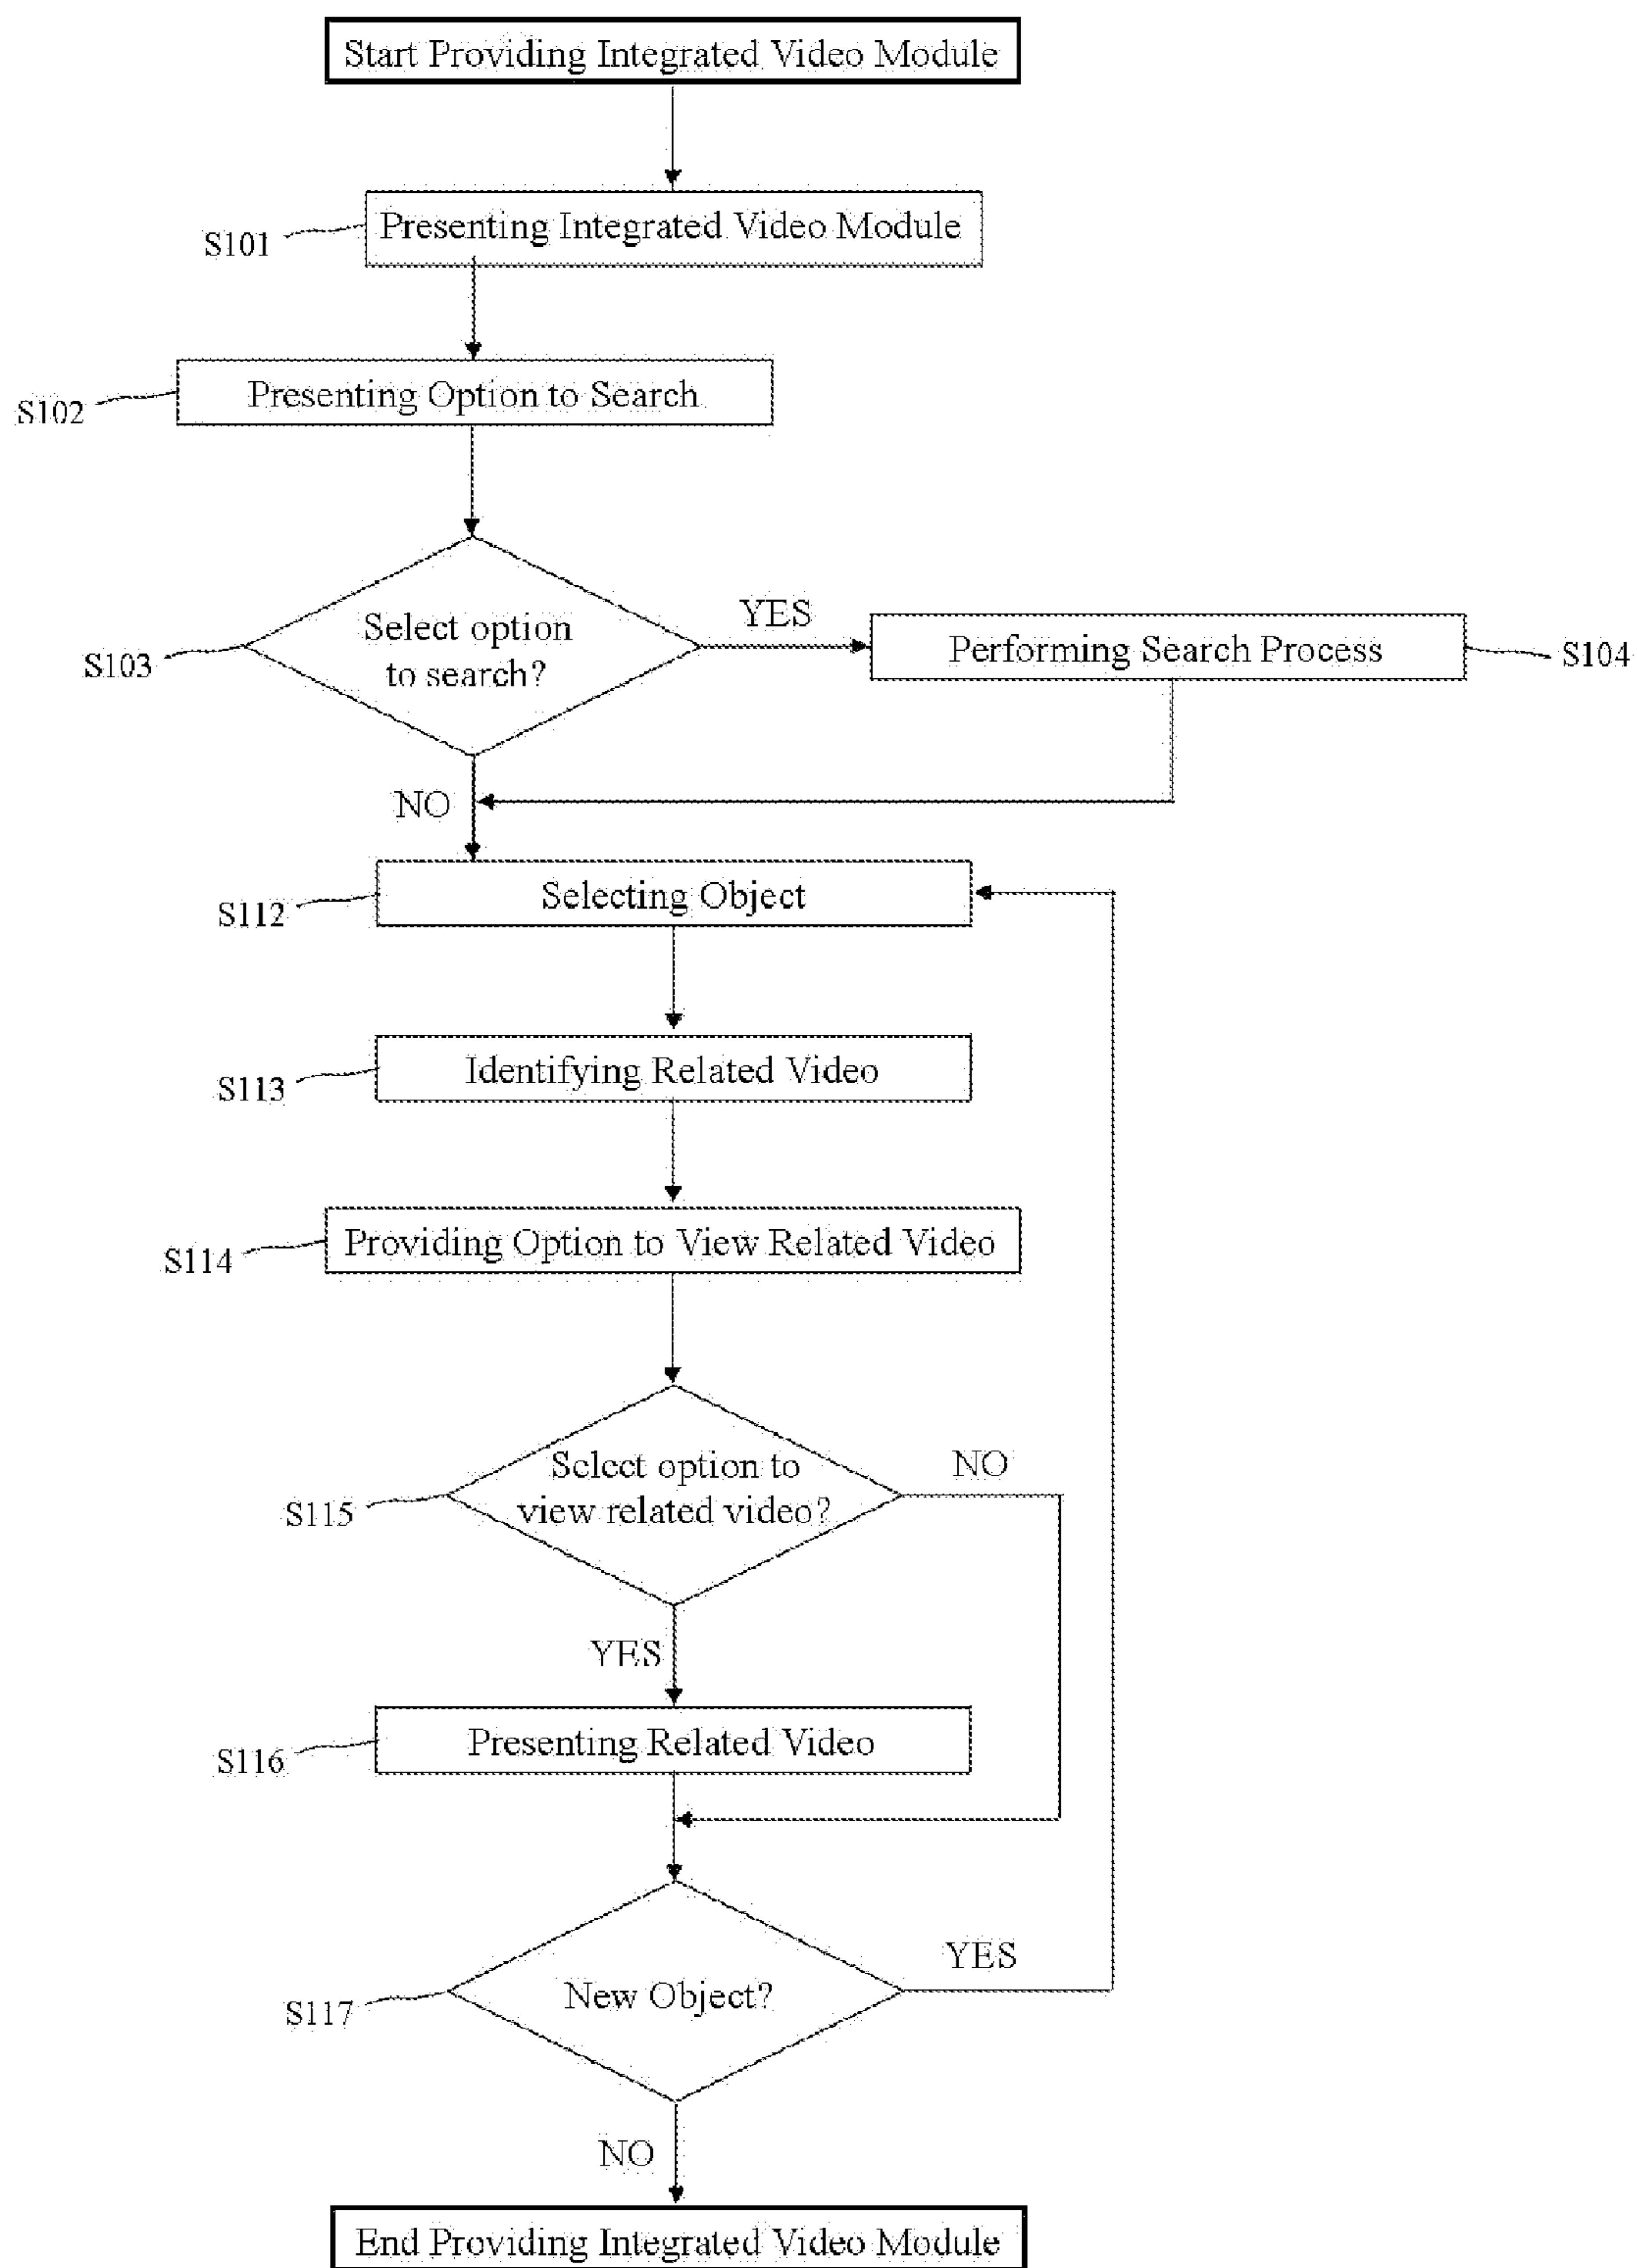 Start Providing Integrated Video Module
Presenting Integrated Video Module
S101
Presenting Option to Search
S102
Select option
to search?
S103
YES
Performing Search Process
S104
NO
Selecting Object
S112
Identifying Related Video
S113
Providing Option to View Related Video
S114
Select option to
view related video?
S115
NO
YES
Presenting Related Video
S116
New Object?
S117
YES
NO
End Providing Integrated Video Module